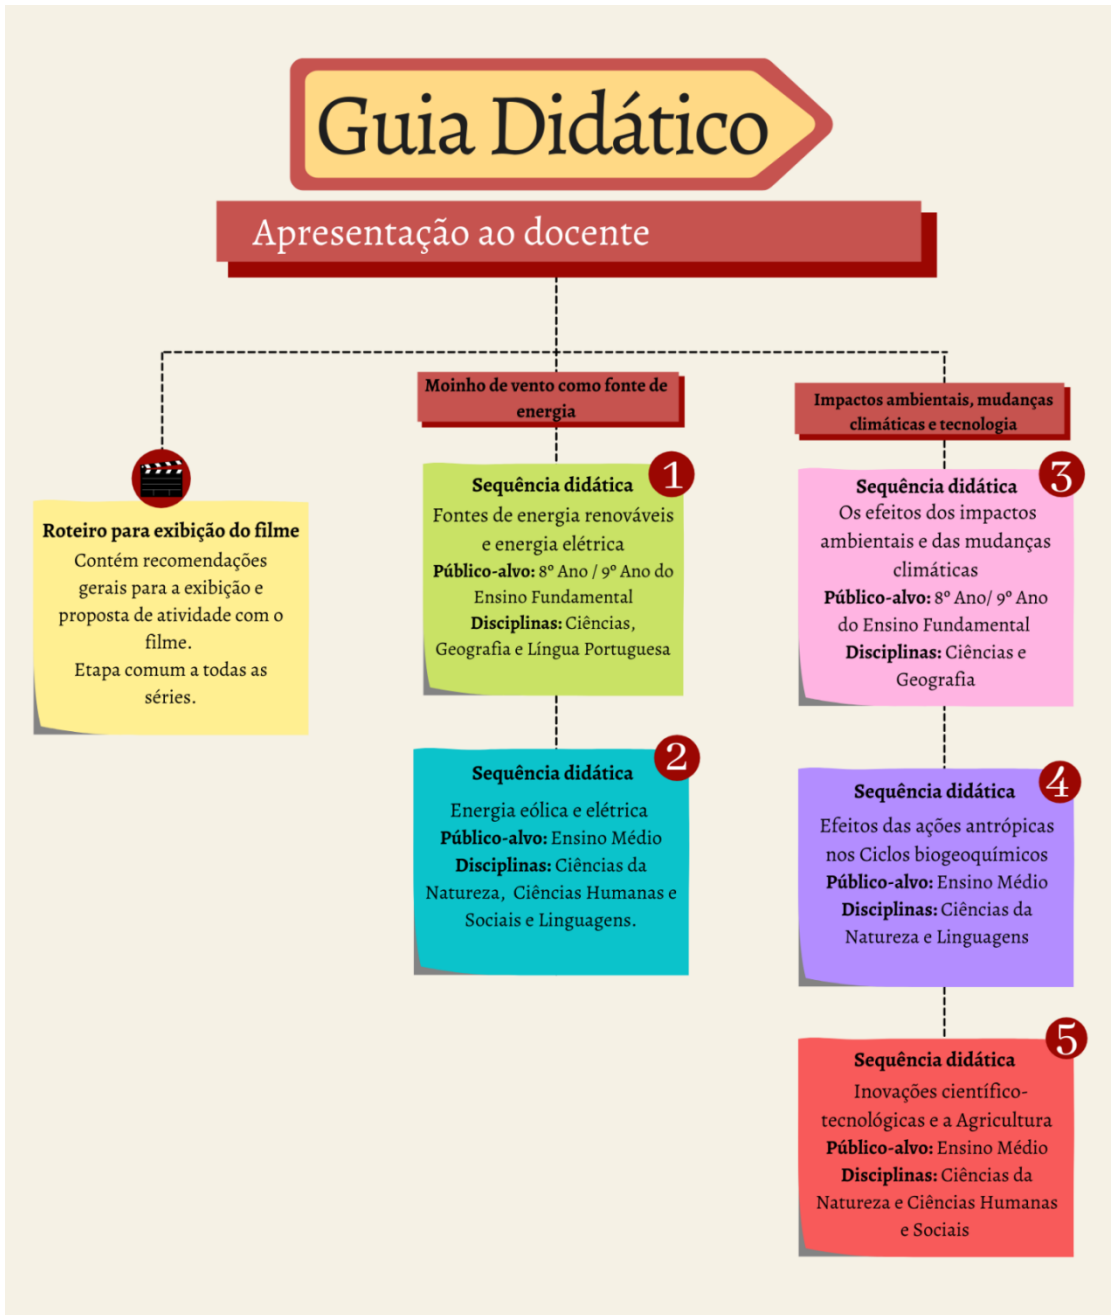 Guia Didático
Apresentação ao docente
Roteiro para exibição do filme
Contém recomendações
gerais para a exibição e
proposta de atividade com o
filme.
Etapa comum a todas as
séries.
Moinho de vento como fonte de
energia
1
Sequência didática
Fontes de energia renováveis
e energia elétrica
Público-alvo: 8º Ano / 9º Ano do
Ensino Fundamental
Disciplinas: Ciências,
Geografia e Língua Portuguesa
2
Sequência didática
Energia eólica e elétrica
Público-alvo: Ensino Médio
Disciplinas: Ciências da
Natureza, Ciências Humanas e
Sociais e Linguagens.
Impactos ambientais, mudanças
climáticas e tecnologia
3
Sequência didática
Os efeitos dos impactos
ambientais e das mudanças
climáticas
Público-alvo: 8º Ano/ 9º Ano
do Ensino Fundamental
Disciplinas: Ciências e
Geografia
4
Sequência didática
Efeitos das ações antrópicas
nos Ciclos biogeoquímicos
Público-alvo: Ensino Médio
Disciplinas: Ciências da
Natureza e Linguagens
5
Sequência didática
Inovações científico-
tecnológicas e a Agricultura
Público-alvo: Ensino Médio
Disciplinas: Ciências da
Natureza e Ciências Humanas
e Sociais